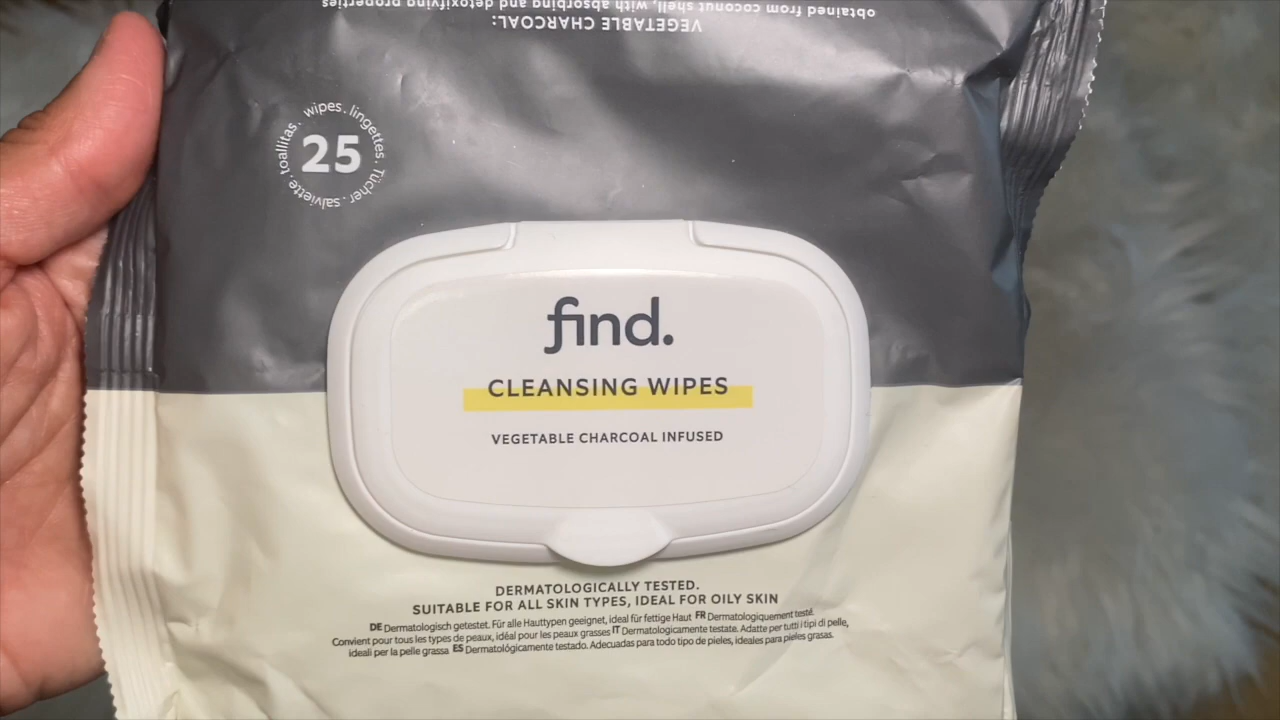 VEGETABLE CHARCOAL:
obtained from coconut shell, with absorbing and detoxifying properties
wipes. lingettes. Tücher. salviette. toallitas.
25
find.
CLEANSING WIPES
VEGETABLE CHARCOAL INFUSED
DERMATOLOGICALLY TESTED.
SUITABLE FOR ALL SKIN TYPES, IDEAL FOR OILY SKIN
DE Dermatologisch getestet. Für alle Hauttypen geeignet, ideal für fettige Haut FR Dermatologiquement testé.
Convient pour tous les types de peaux, idéal pour les peaux grasses IT Dermatologicamente testate. Adatte per tutti i tipi di pelle,
ideali per la pelle grassa ES Dermatológicamente testado. Adecuadas para todo tipo de pieles, ideales para pieles grasas.